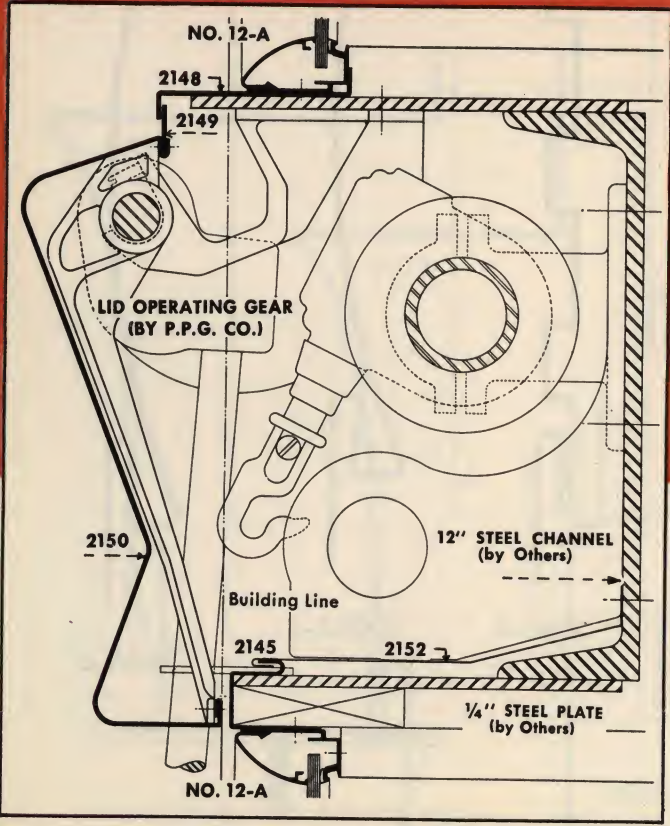 NO. 12-A
2148
2149
LID OPERATING GEAR
(BY P.P.G. CO.)
2150
12" STEEL CHANNEL
(by Others)
Building Line
2145
2152
1/4" STEEL PLATE
(by Others)
NO. 12-A